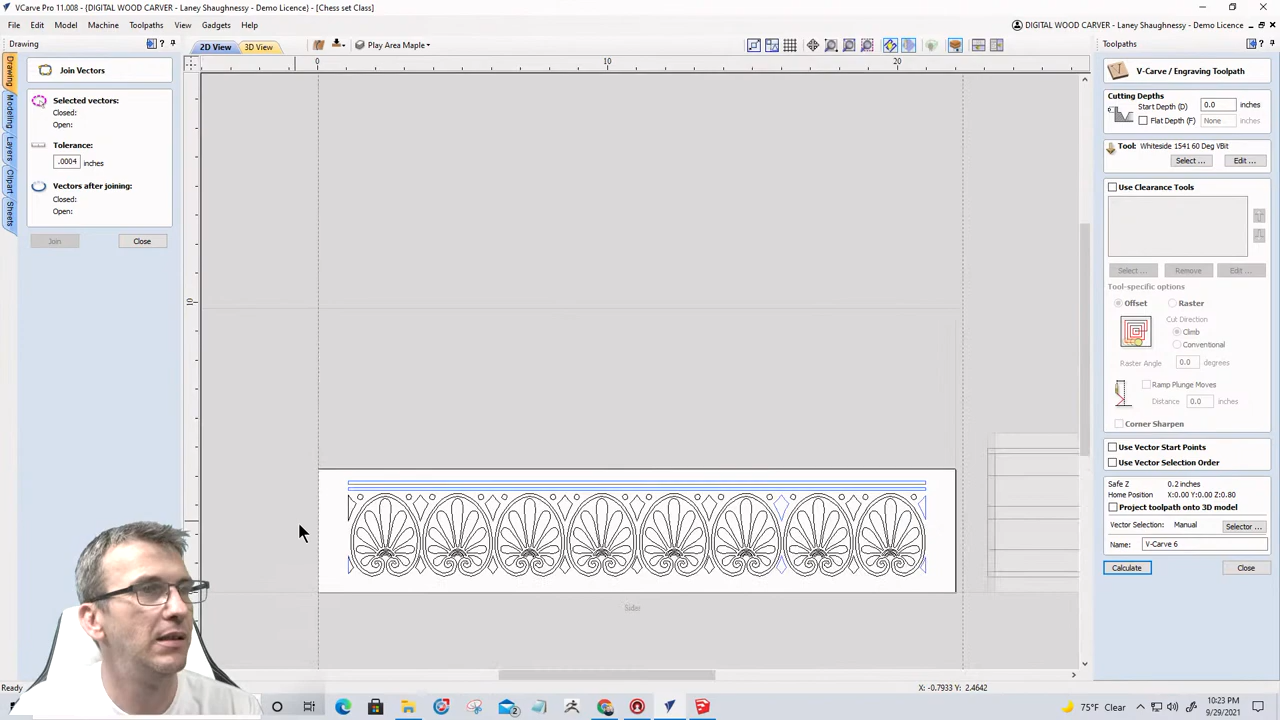 VCarve Pro 11.008 - {DIGITAL WOOD CARVER - Laney Shaughnessy - Demo Licence} - [Chess set Class]
File Edit Model Machine Toolpaths View Gadgets Help
DIGITAL WOOD CARVER - Laney Shaughnessy - Demo Licence
Drawing
2D View 3D View
Play Area Maple
Toolpaths
Drawing
Modeling
Layers
Clipart
Sheets
Join Vectors
Selected vectors:
Closed:
Open:
Tolerance:
.0004 inches
Vectors after joining:
Closed:
Open:
Join Close
0 10 20
10
Sides
V-Carve / Engraving Toolpath
Cutting Depths
Start Depth (D) 0.0 inches
Flat Depth (F) None inches
Tool: Whiteside 1541 60 Deg VBit
Select ... Edit ...
Use Clearance Tools
Select ... Remove Edit ...
Tool-specific options
Offset Raster
Cut Direction
Climb
Conventional
Raster Angle 0.0 degrees
Ramp Plunge Moves
Distance 0.0 inches
Corner Sharpen
Use Vector Start Points
Use Vector Selection Order
Safe Z 0.2 inches
Home Position X:0.00 Y:0.00 Z:0.80
Project toolpath onto 3D model
Vector Selection: Manual Selector ...
Name: V-Carve 6
Calculate Close
Ready
X: -0.7933 Y: 2.4642
2
75°F Clear
10:23 PM
9/29/2021